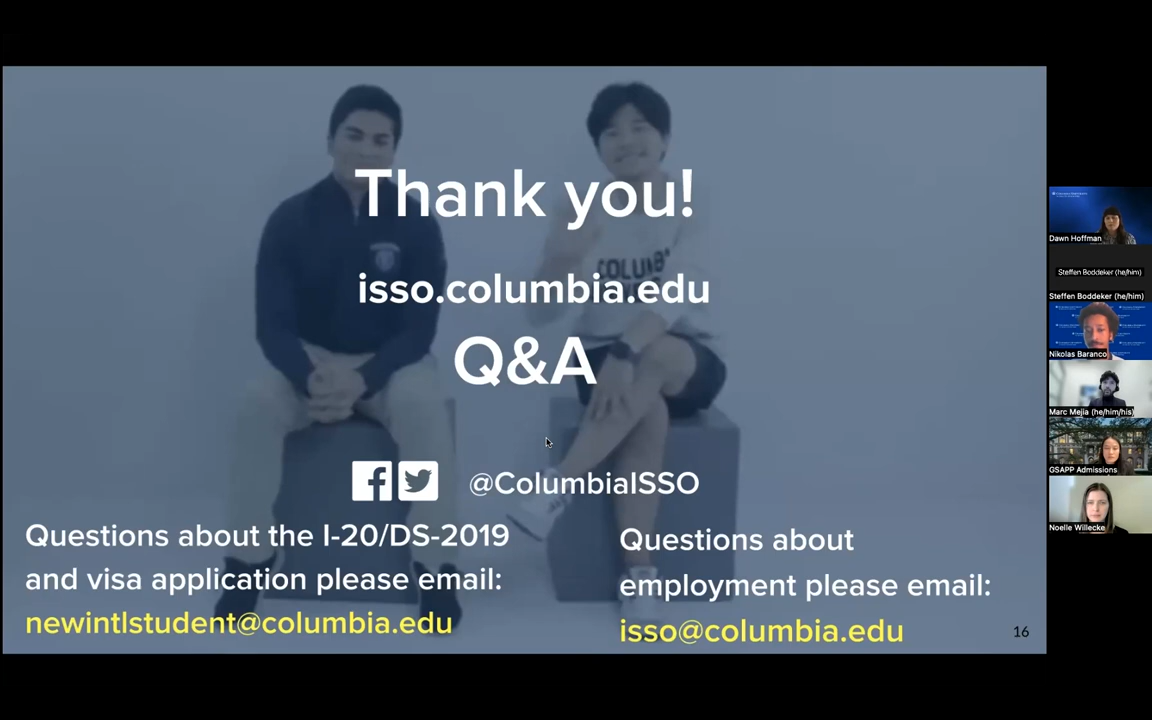 Thank you!
isso.columbia.edu
Q&A
@ColumbiaISSO
Questions about the I-20/DS-2019
and visa application please email:
newintlstudent@columbia.edu
Questions about
employment please email:
isso@columbia.edu
16
Dawn Hoffman
Steffen Boddeker (he/him)
Steffen Boddeker (he/him)
Nikolas Baranco
Marc Mejia (he/him/his)
GSAPP Admissions
Noelle Willecke